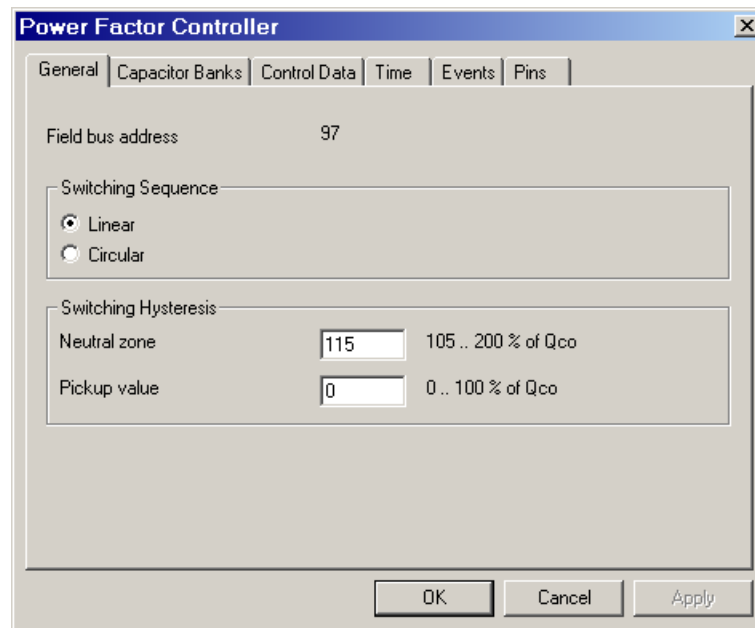 Power Factor Controller
General Capacitor Banks Control Data Time Events Pins
Field bus address 97
Switching Sequence
Linear
Circular
Switching Hysteresis
Neutral zone 115 105 .. 200 % of Qco
Pickup value 0 0 .. 100 % of Qco
OK Cancel Apply